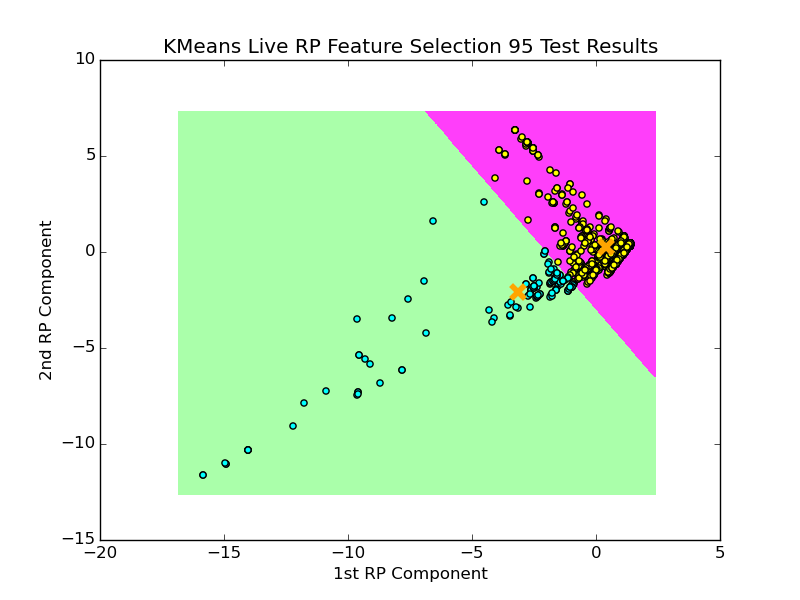 KMeans Live RP Feature Selection 95 Test Results
10
5
0
−5
−10
−15
2nd RP Component
−20 −15 −10 −5 0 5
1st RP Component